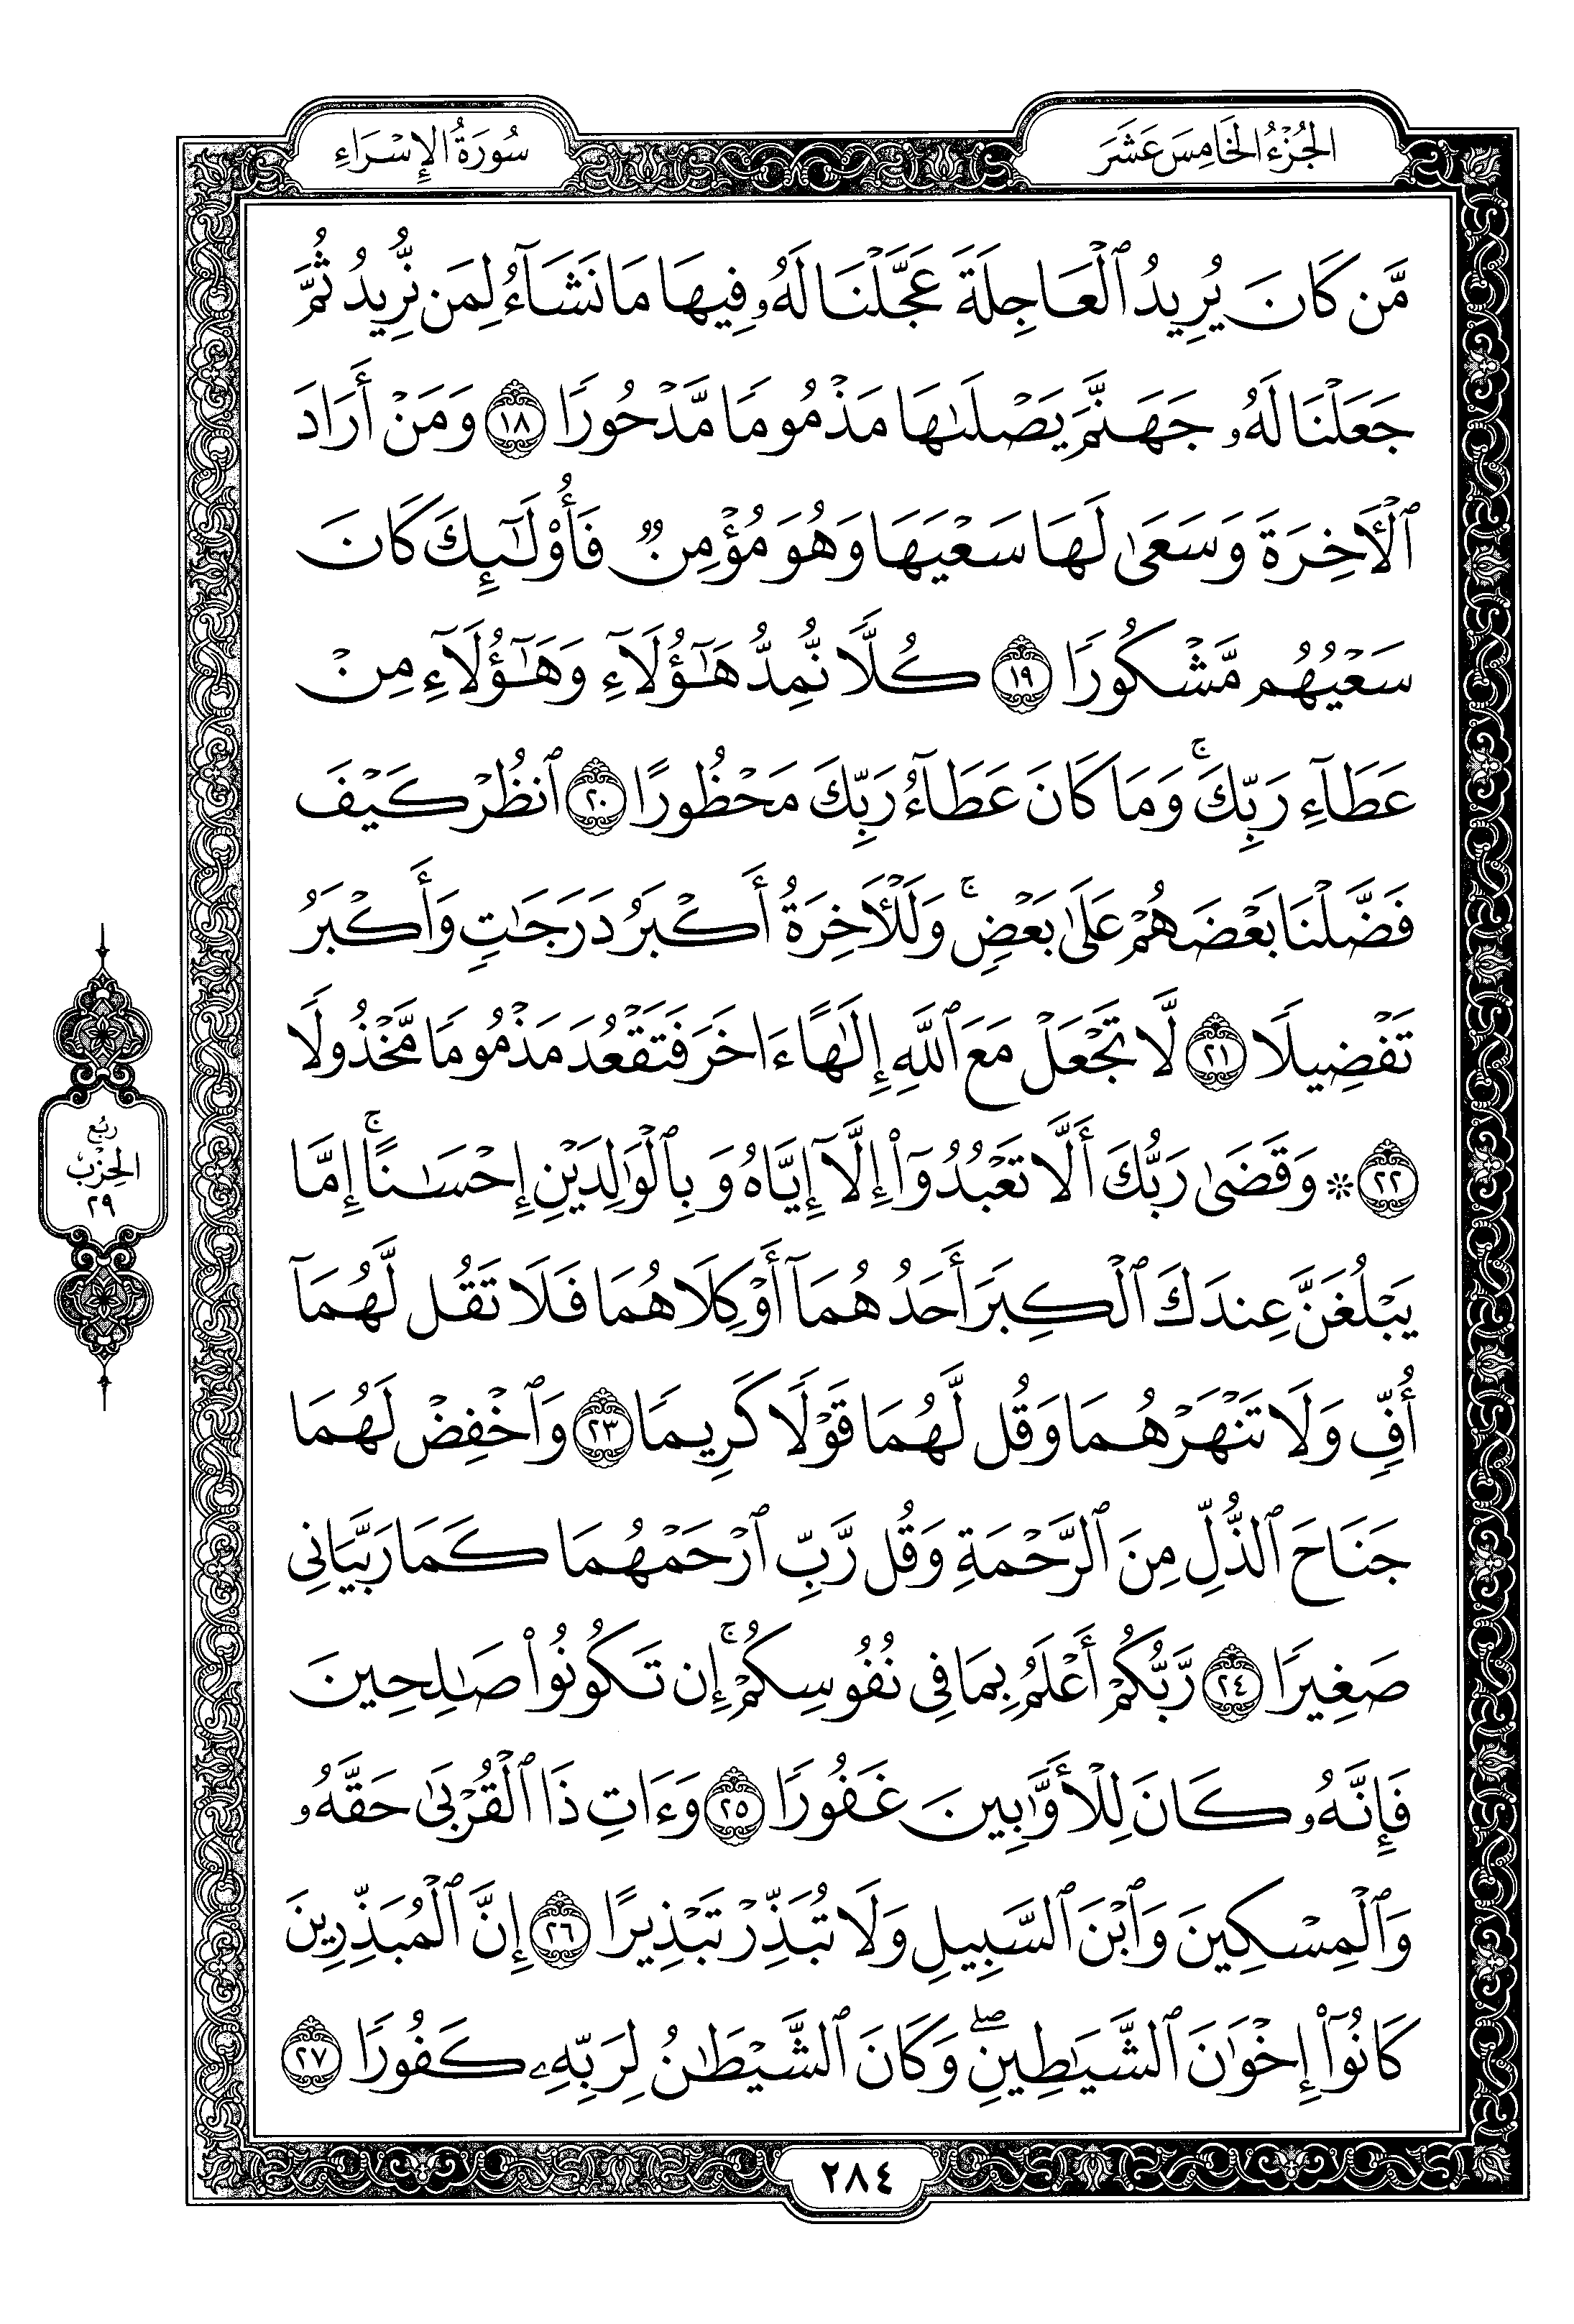 الجُزْءُ الخَامِسَ عَشَرَ
سُورَةُ الإِسْرَاءِ
مَّن كَانَ يُرِيدُ ٱلْعَاجِلَةَ عَجَّلْنَا لَهُۥ فِيهَا مَا نَشَآءُ لِمَن نُّرِيدُ ثُمَّ
جَعَلْنَا لَهُۥ جَهَنَّمَ يَصْلَىٰهَا مَذْمُومًا مَّدْحُورًا ١٨ وَمَنْ أَرَادَ
ٱلْأَخِرَةَ وَسَعَىٰ لَهَا سَعْيَهَا وَهُوَ مُؤْمِنٌ فَأُو۟لَـٰٓئِكَ كَانَ
سَعْيُهُم مَّشْكُورًا ١٩ كُلًّا نُّمِدُّ هَـٰٓؤُلَآءِ وَهَـٰٓؤُلَآءِ مِنْ
عَطَآءِ رَبِّكَ ۚ وَمَا كَانَ عَطَآءُ رَبِّكَ مَحْظُورًا ٢٠ ٱنظُرْ كَيْفَ
فَضَّلْنَا بَعْضَهُمْ عَلَىٰ بَعْضٍ ۚ وَلَلْأَخِرَةُ أَكْبَرُ دَرَجَـٰتٍ وَأَكْبَرُ
تَفْضِيلًا ٢١ لَّا تَجْعَلْ مَعَ ٱللَّهِ إِلَـٰهًا ءَاخَرَ فَتَقْعُدَ مَذْمُومًا مَّخْذُولًا
٢٢ ۞ وَقَضَىٰ رَبُّكَ أَلَّا تَعْبُدُوٓا۟ إِلَّآ إِيَّاهُ وَبِٱلْوَٰلِدَيْنِ إِحْسَـٰنًا ۚ إِمَّا
يَبْلُغَنَّ عِندَكَ ٱلْكِبَرَ أَحَدُهُمَآ أَوْ كِلَاهُمَا فَلَا تَقُل لَّهُمَآ
أُفٍّ وَلَا تَنْهَرْهُمَا وَقُل لَّهُمَا قَوْلًا كَرِيمًا ٢٣ وَٱخْفِضْ لَهُمَا
جَنَاحَ ٱلذُّلِّ مِنَ ٱلرَّحْمَةِ وَقُل رَّبِّ ٱرْحَمْهُمَا كَمَا رَبَّيَانِى
صَغِيرًا ٢٤ رَّبُّكُمْ أَعْلَمُ بِمَا فِى نُفُوسِكُمْ ۚ إِن تَكُونُوا۟ صَـٰلِحِينَ
فَإِنَّهُۥ كَانَ لِلْأَوَّٰبِينَ غَفُورًا ٢٥ وَءَاتِ ذَا ٱلْقُرْبَىٰ حَقَّهُۥ
وَٱلْمِسْكِينَ وَٱبْنَ ٱلسَّبِيلِ وَلَا تُبَذِّرْ تَبْذِيرًا ٢٦ إِنَّ ٱلْمُبَذِّرِينَ
كَانُوٓا۟ إِخْوَٰنَ ٱلشَّيَـٰطِينِ ۖ وَكَانَ ٱلشَّيْطَـٰنُ لِرَبِّهِۦ كَفُورًا ٢٧
رُبْع
الحِزْب
٢٩
٢٨٤